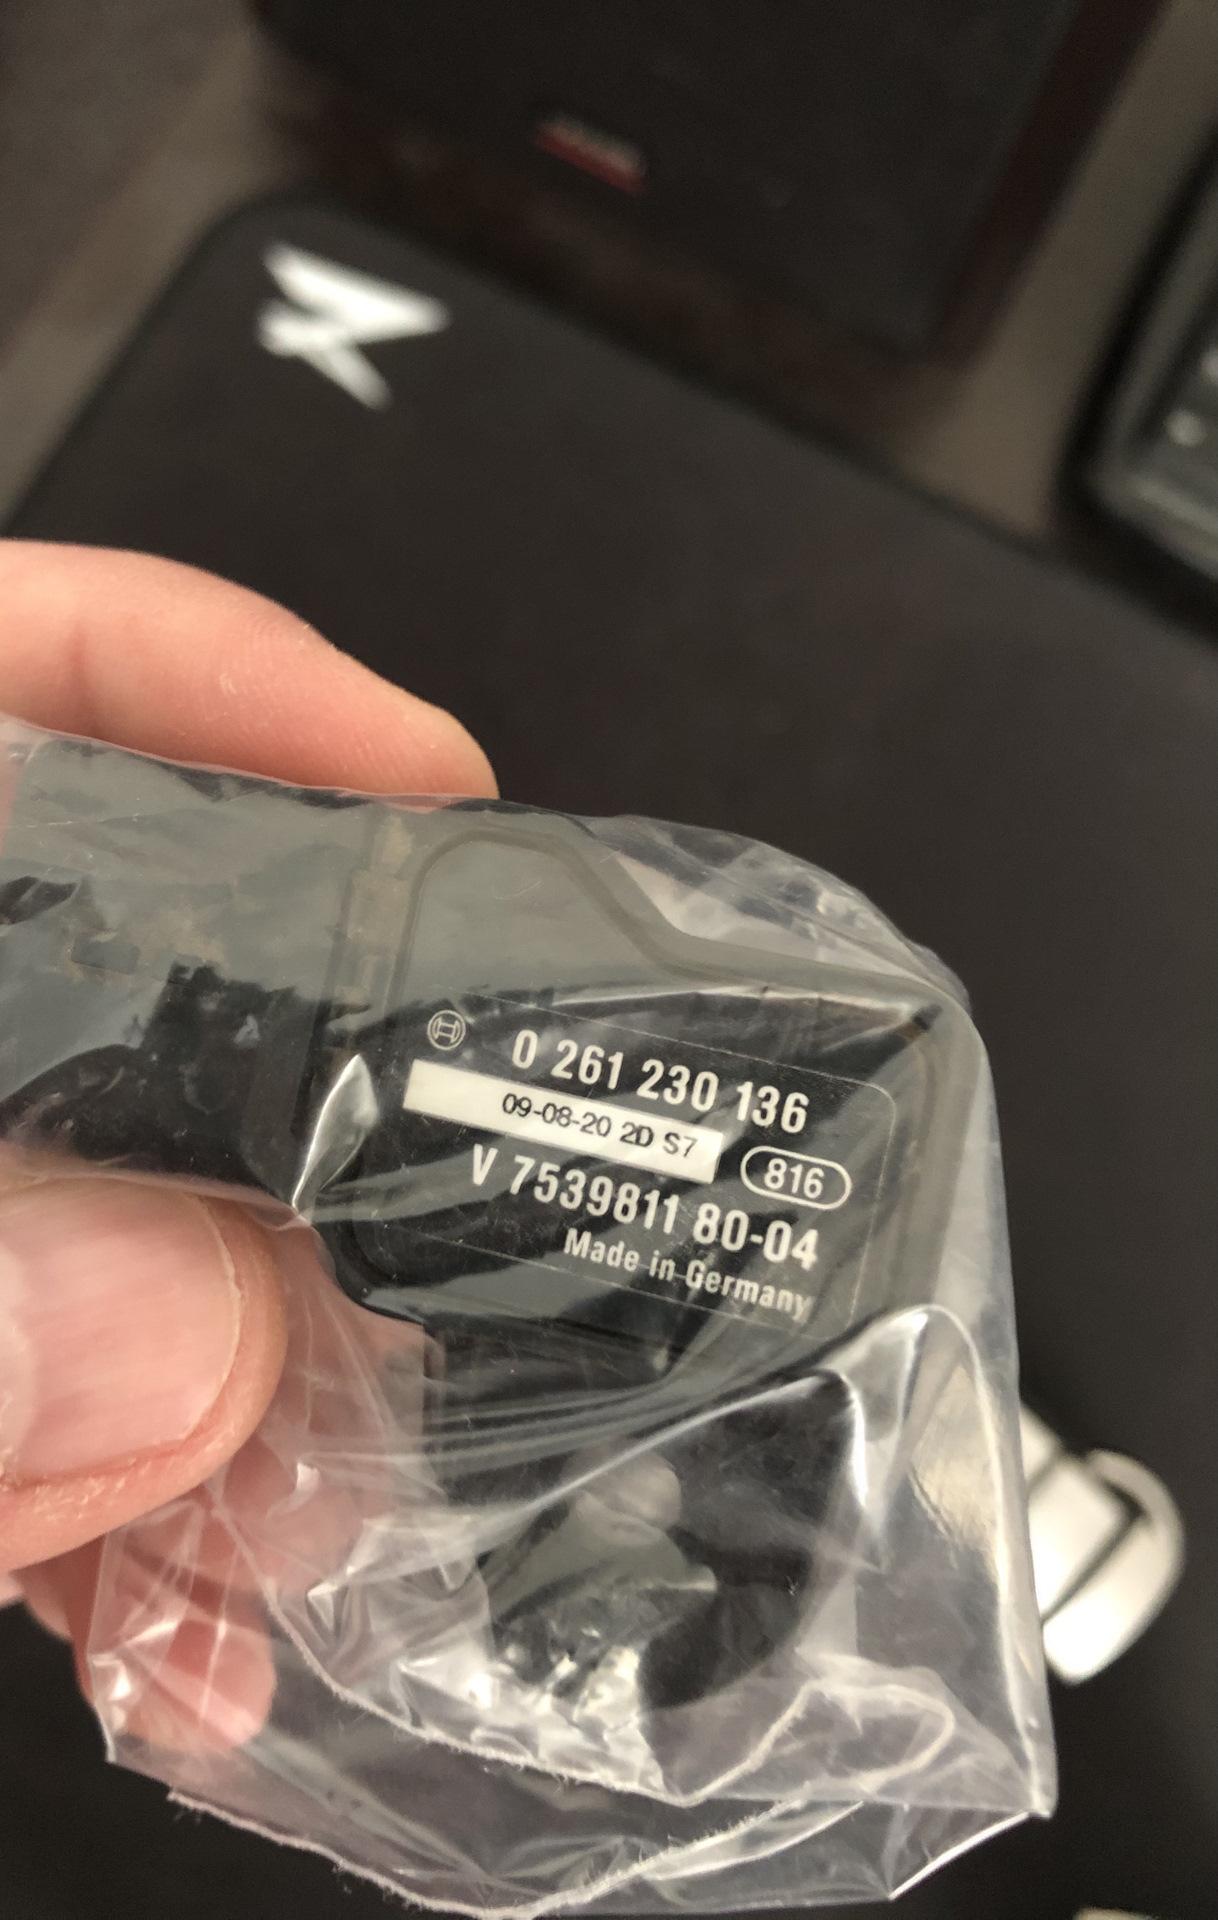 0 261 230 136
09-08-20 2D S7
816
V 7539811 80-04
Made in Germany